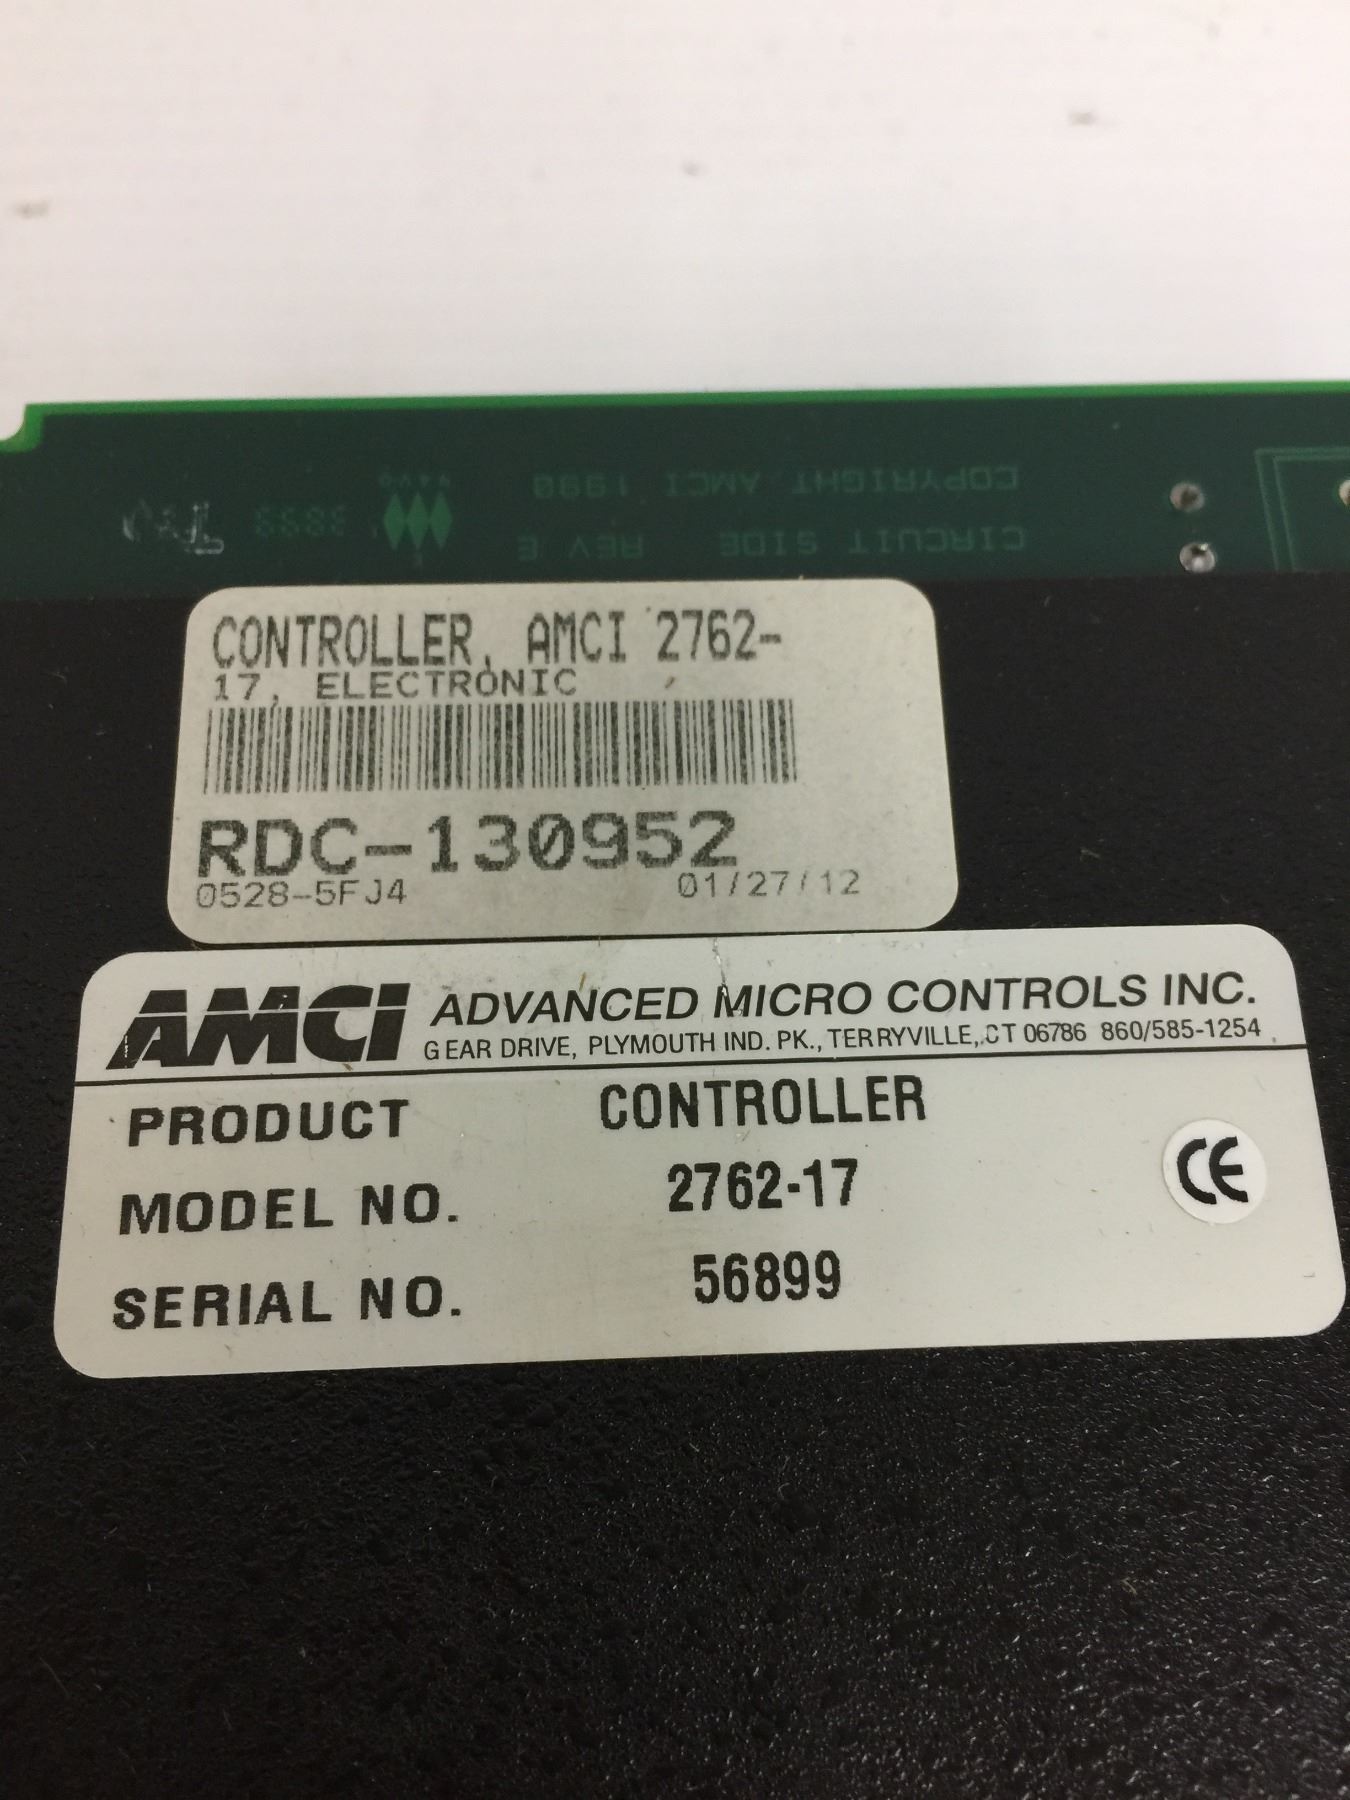 COPYRIGHT AMCI 1990
CIRCUIT SIDE REV E
94V0
CONTROLLER, AMCI 2762-
17, ELECTRONIC
RDC-130952
0528-5FJ4 01/27/12
AMCI ADVANCED MICRO CONTROLS INC.
GEAR DRIVE, PLYMOUTH IND. PK., TERRYVILLE, CT 06786 860/585-1254
PRODUCT CONTROLLER
MODEL NO. 2762-17
SERIAL NO. 56899
CE